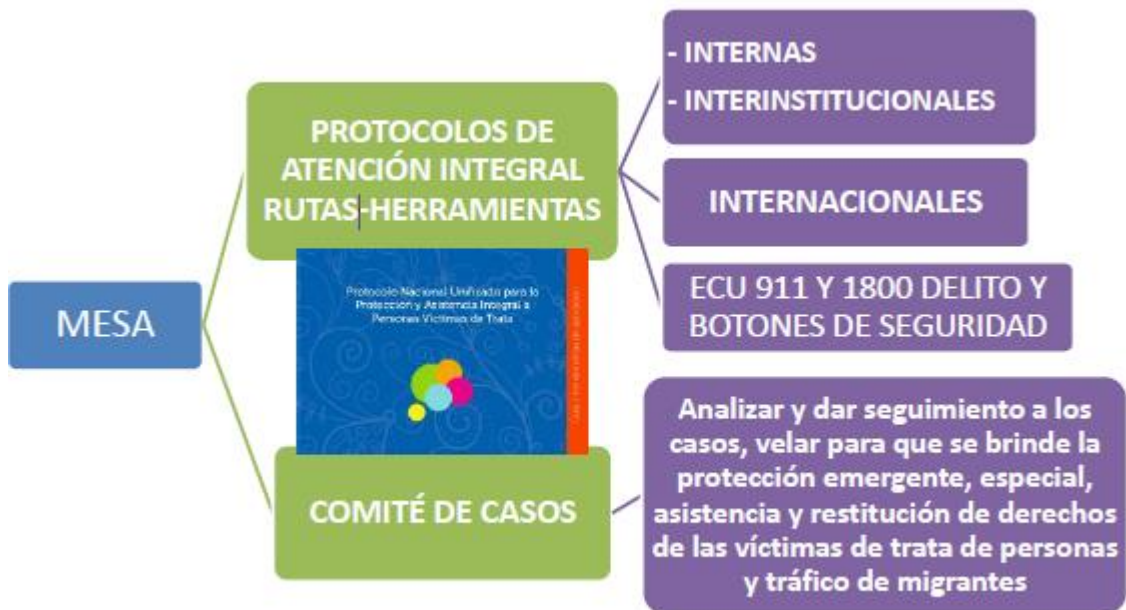 MESA
PROTOCOLOS DE
ATENCIÓN INTEGRAL
RUTAS-HERRAMIENTAS
Protocolo Nacional Unificado para la
Protección y Asistencia Integral a
Personas Víctimas de Trata
COMITÉ DE CASOS
- INTERNAS
- INTERINSTITUCIONALES
INTERNACIONALES
ECU 911 Y 1800 DELITO Y
BOTONES DE SEGURIDAD
Analizar y dar seguimiento a los
casos, velar para que se brinde la
protección emergente, especial,
asistencia y restitución de derechos
de las víctimas de trata de personas
y tráfico de migrantes